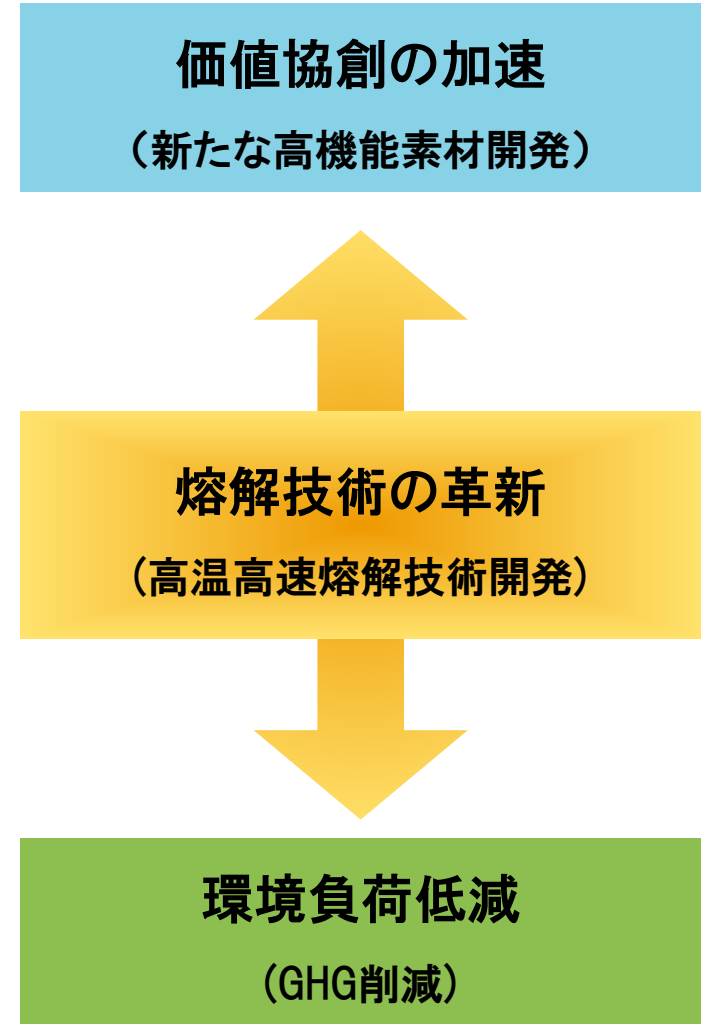 価値協創の加速
（新たな高機能素材開発）
熔解技術の革新
(高温高速熔解技術開発)
環境負荷低減
(GHG削減)